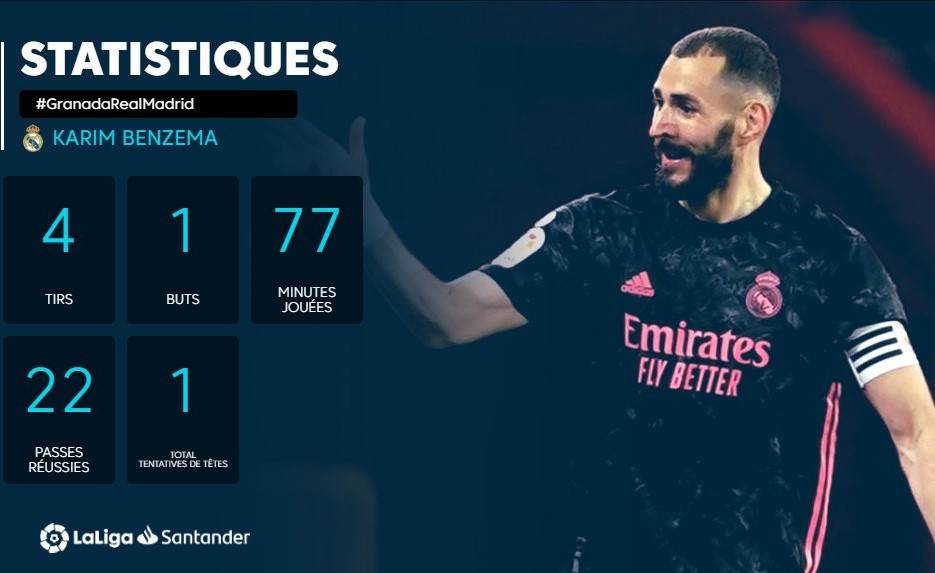 STATISTIQUES
#GranadaRealMadrid
KARIM BENZEMA
4
TIRS
1
BUTS
77
MINUTES
JOUÉES
22
PASSES
RÉUSSIES
1
TOTAL
TENTATIVES DE TÊTES
Emirates
FLY BETTER
LaLiga Santander